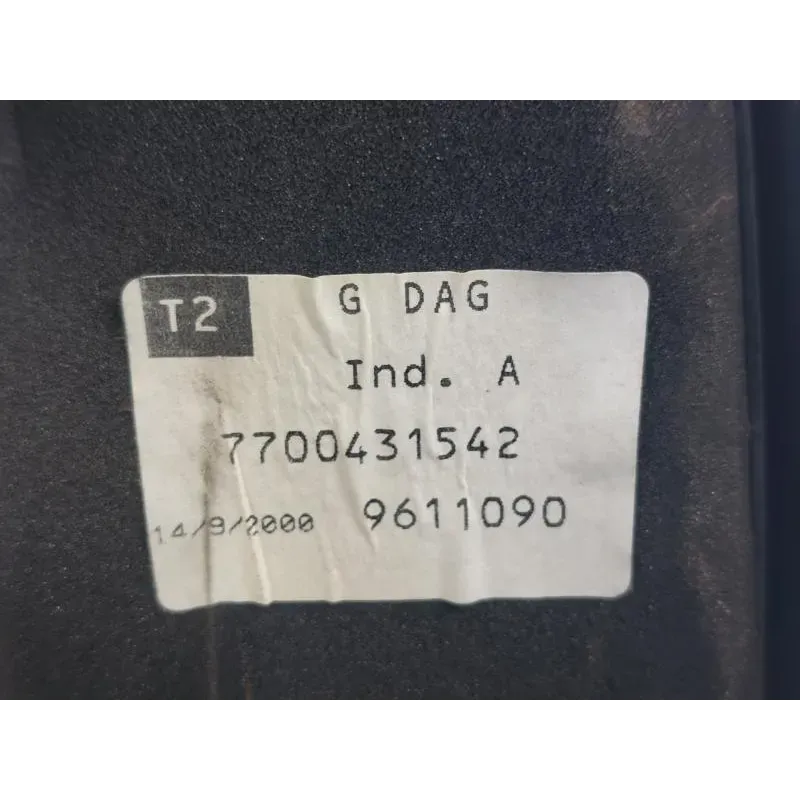 T2 G DAG
Ind. A
7700431542
14/9/2000 9611090